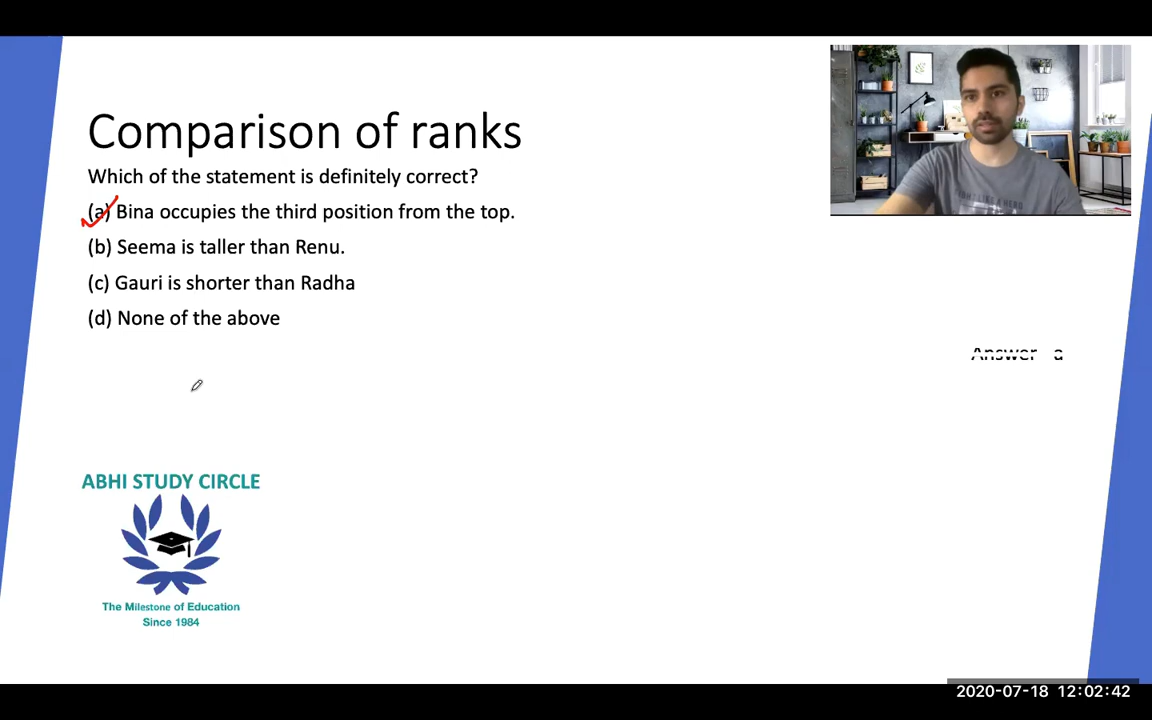 Comparison of ranks
Which of the statement is definitely correct?
(a) Bina occupies the third position from the top.
(b) Seema is taller than Renu.
(c) Gauri is shorter than Radha
(d) None of the above
Answer a
ABHI STUDY CIRCLE
The Milestone of Education
Since 1984
2020-07-18 12:02:42